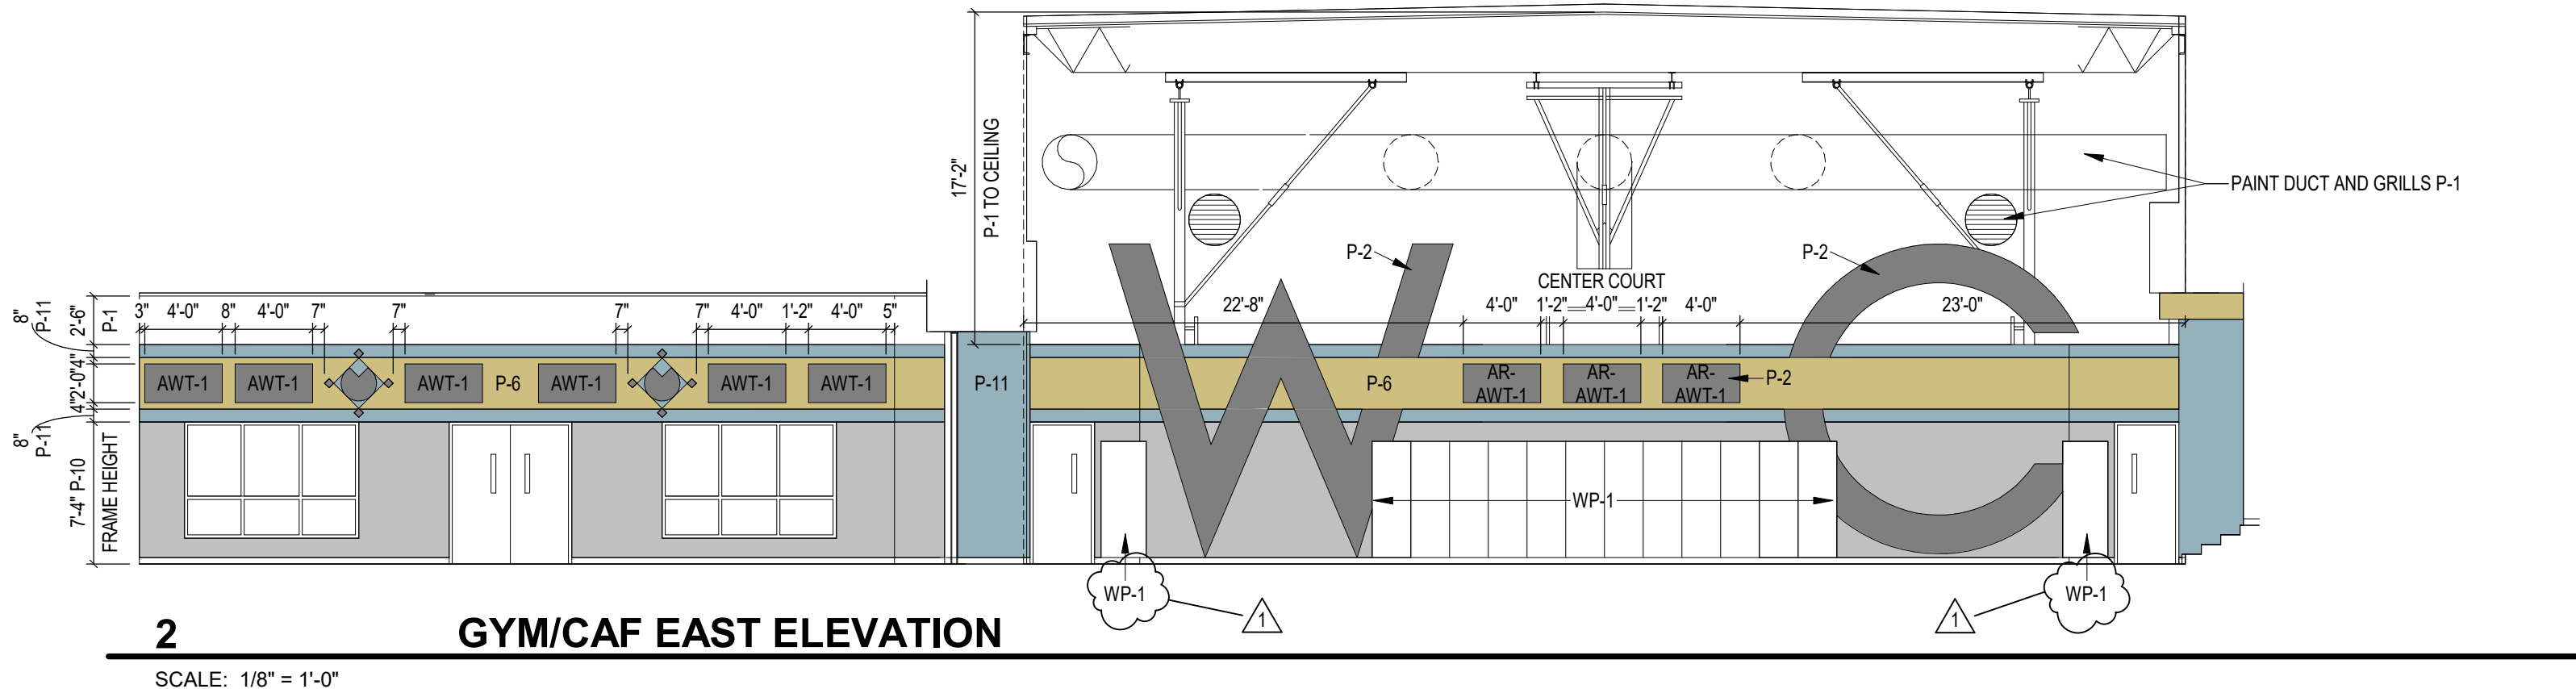 17'-2"
P-1 TO CEILING
PAINT DUCT AND GRILLS P-1
P-2
P-2
CENTER COURT
22'-8"
4'-0"
1'-2"
4'-0"
1'-2"
4'-0"
23'-0"
8"
P-11
2'-6"
P-1
3"
4'-0"
8"
4'-0"
7"
7"
7"
7"
4'-0"
1'-2"
4'-0"
5"
4"
2'-0"
4"
AWT-1
AWT-1
AWT-1
P-6
AWT-1
AWT-1
AWT-1
P-11
P-6
AR-
AWT-1
AR-
AWT-1
AR-
AWT-1
P-2
8"
P-11
7'-4" P-10
FRAME HEIGHT
W C
WP-1
WP-1
1
1
WP-1
2 GYM/CAF EAST ELEVATION
SCALE: 1/8" = 1'-0"